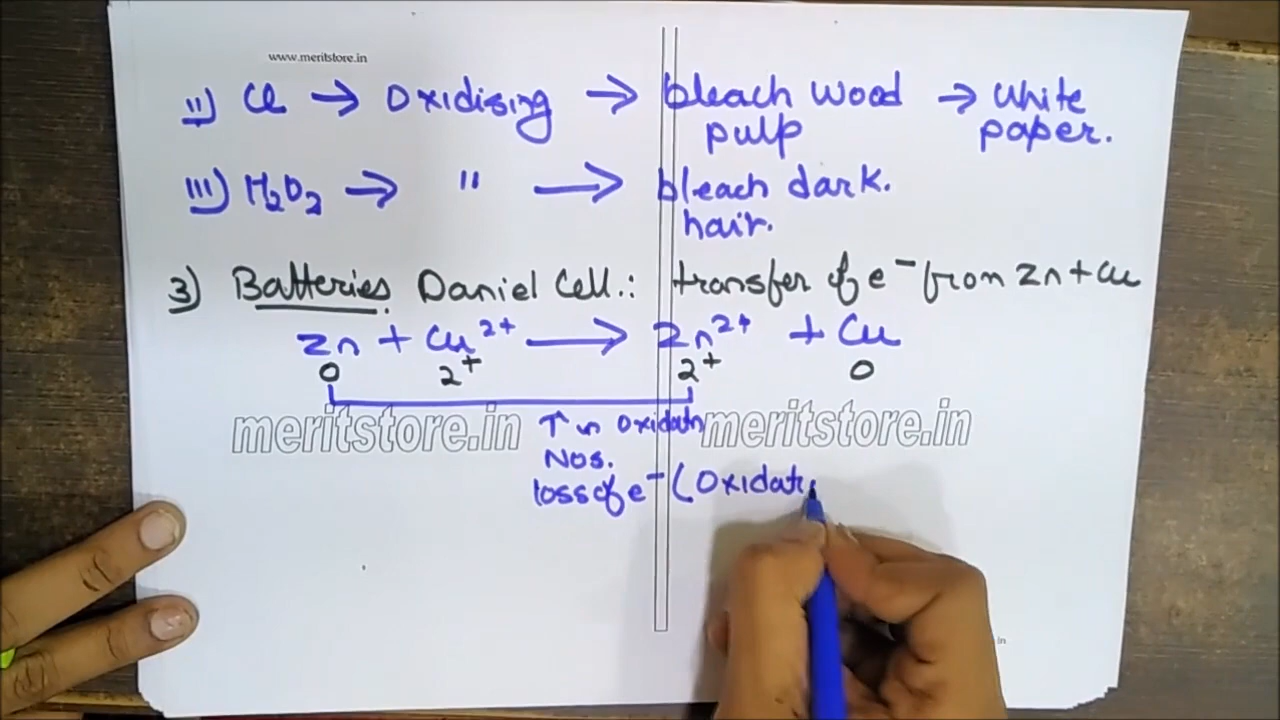 www.meritstore.in
II) Cl → Oxidising → bleach wood → white
pulp paper.
III) H₂O₂ → " → bleach dark.
hair.
3) Batteries. Daniel Cell.: transfer of e⁻ from Zn + Cu
Zn + Cu²⁺ → Zn²⁺ + Cu
0 2⁺ 2⁺ 0
meritstore.in meritstore.in
↑ in Oxidatn
Nos.
loss of e⁻ (Oxidat